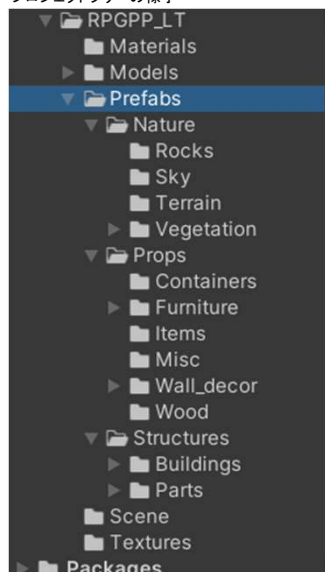 RPGPP_LT
Materials
Models
Prefabs
Nature
Rocks
Sky
Terrain
Vegetation
Props
Containers
Furniture
Items
Misc
Wall_decor
Wood
Structures
Buildings
Parts
Scene
Textures
Packages